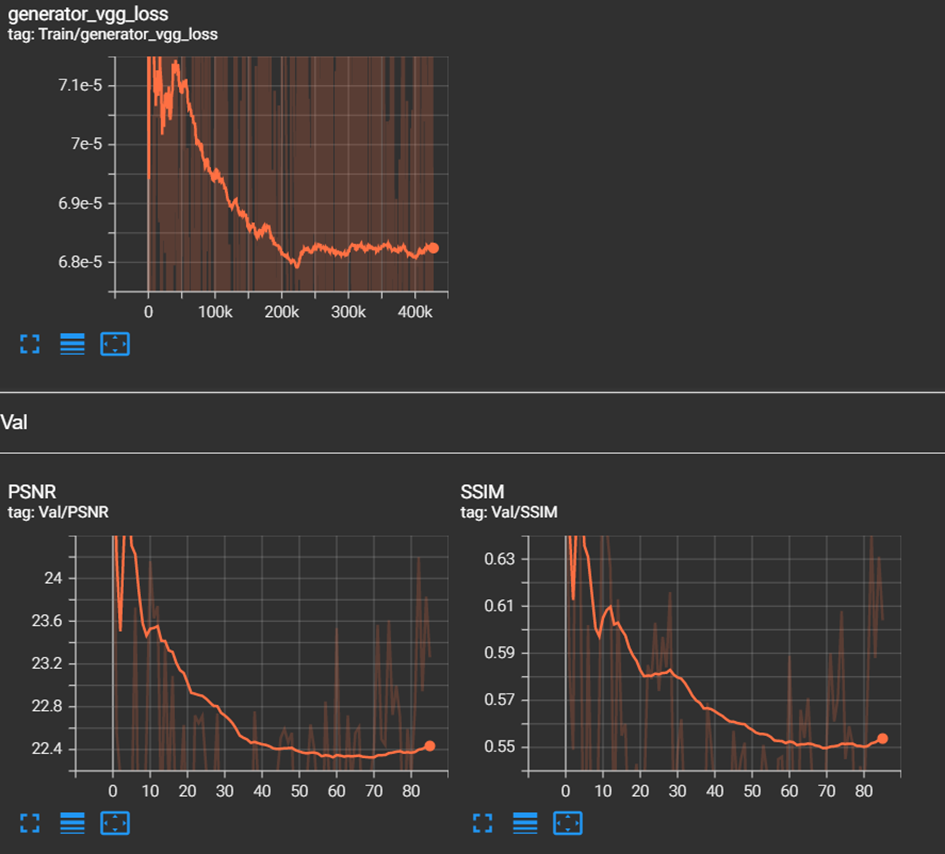 generator_vgg_loss
tag: Train/generator_vgg_loss
7.1e-5
7e-5
6.9e-5
6.8e-5
0 100k 200k 300k 400k
Val
PSNR
tag: Val/PSNR
24
23.6
23.2
22.8
22.4
0 10 20 30 40 50 60 70 80
SSIM
tag: Val/SSIM
0.63
0.61
0.59
0.57
0.55
0 10 20 30 40 50 60 70 80